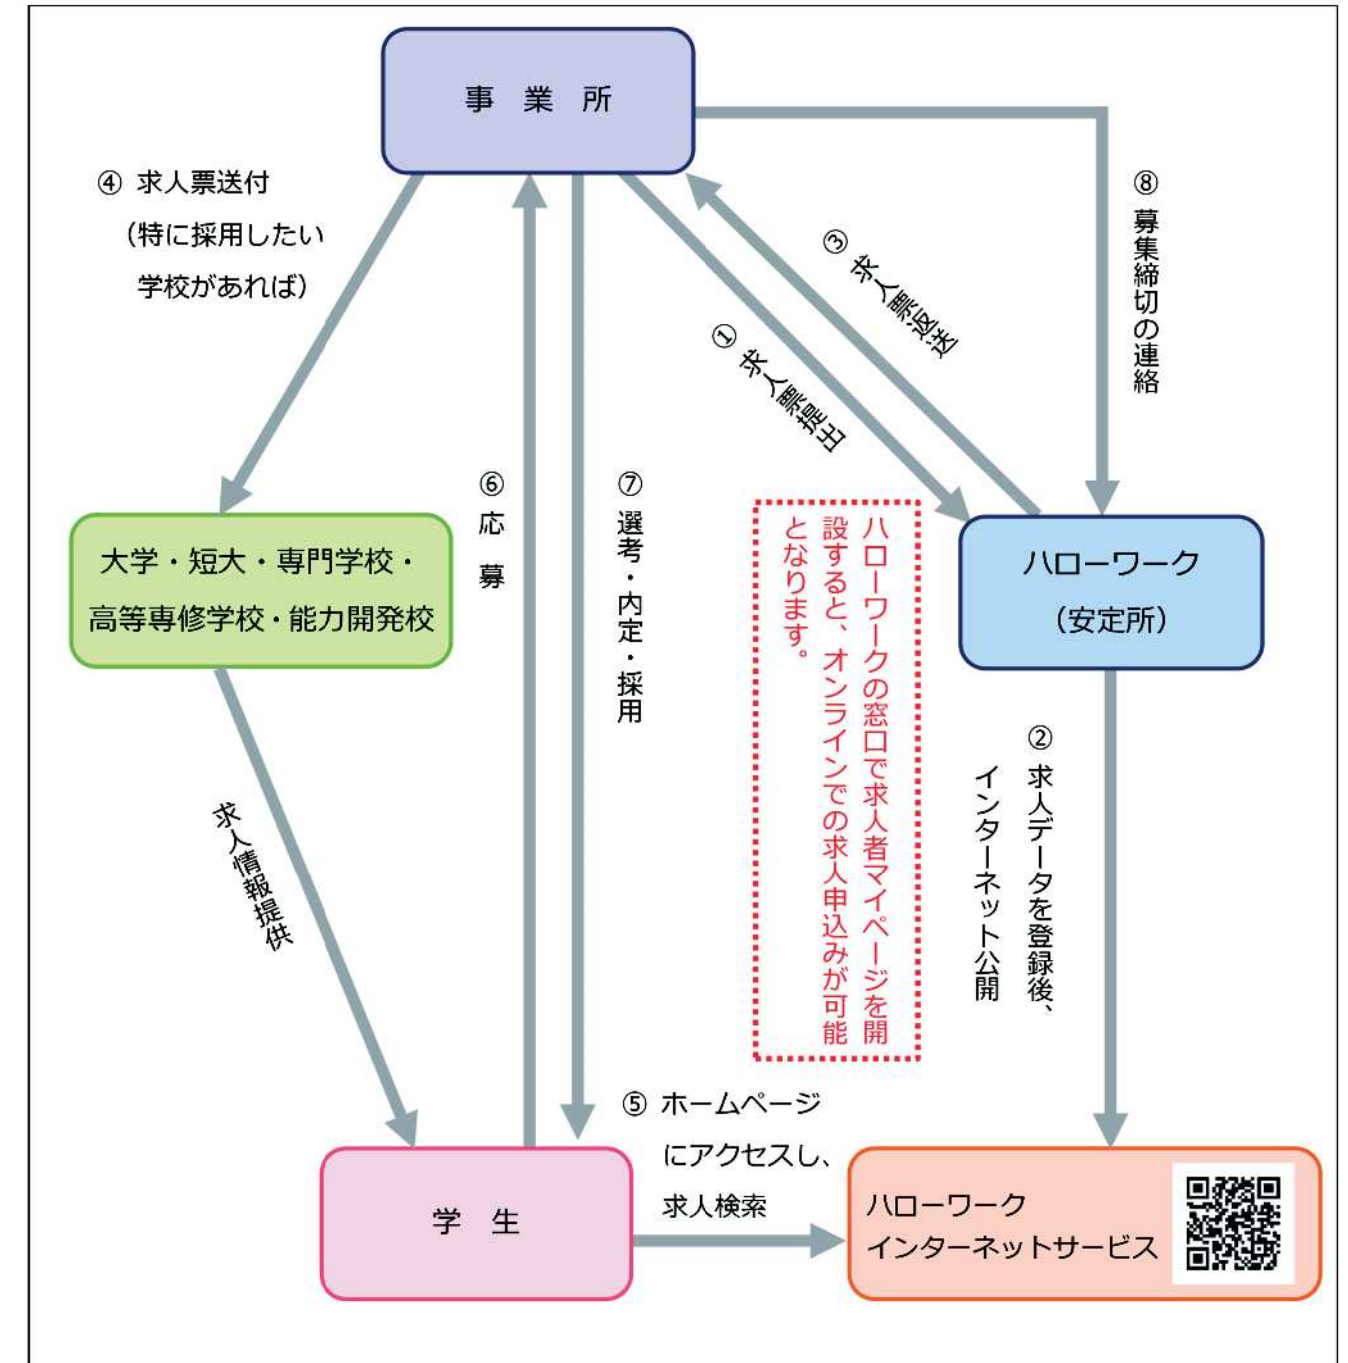 事　業　所
④ 求人票送付
（特に採用したい
学校があれば）
⑧ 募集締切の連絡
③ 求人票返送
① 求人票提出
⑥ 応　募
⑦ 選考・内定・採用
大学・短大・専門学校・
高等専修学校・能力開発校
ハローワーク
（安定所）
ハローワークの窓口で求人者マイページを開
設すると、オンラインでの求人申込みが可能
となります。
② 求人データを登録後、
インターネット公開
求人情報提供
⑤ ホームページ
にアクセスし、
求人検索
学　生
ハローワーク
インターネットサービス